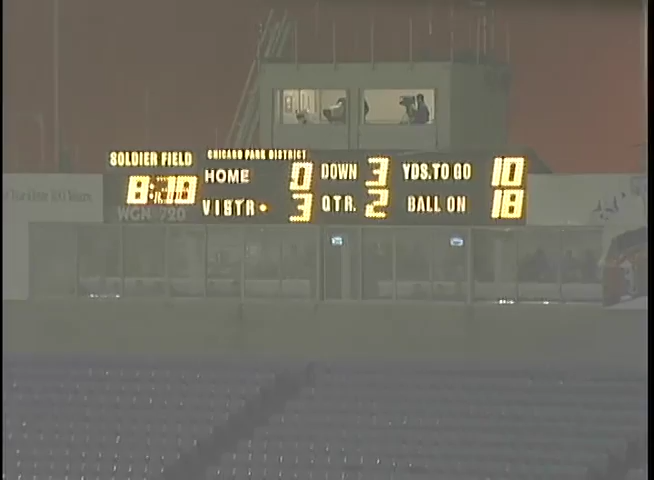 SOLDIER FIELD
CHICAGO PARK DISTRICT
8:18 HOME 0 DOWN 3 YDS.TO GO 10
VISTR 3 QTR. 2 BALL ON 18
WGN 720